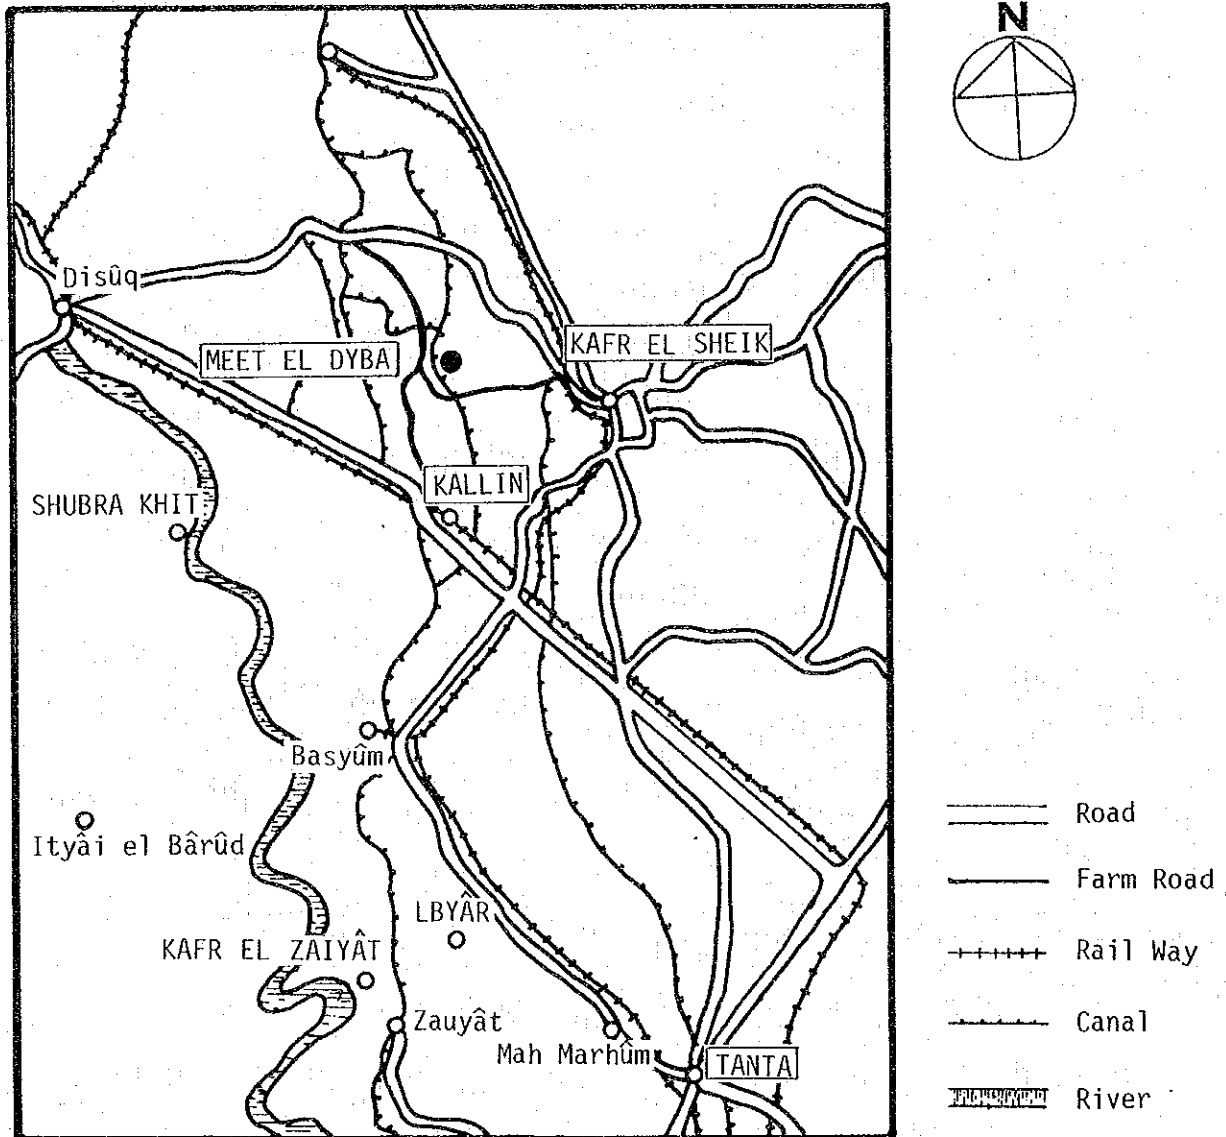 N
Disûq
KAFR EL SHEIK
MEET EL DYBA
KALLIN
SHUBRA KHIT
Basyûm
Ityâi el Bârûd
LBYÂR
KAFR EL ZAIYÂT
Zauyât
Mah Marhûm
TANTA
Road
Farm Road
Rail Way
Canal
River